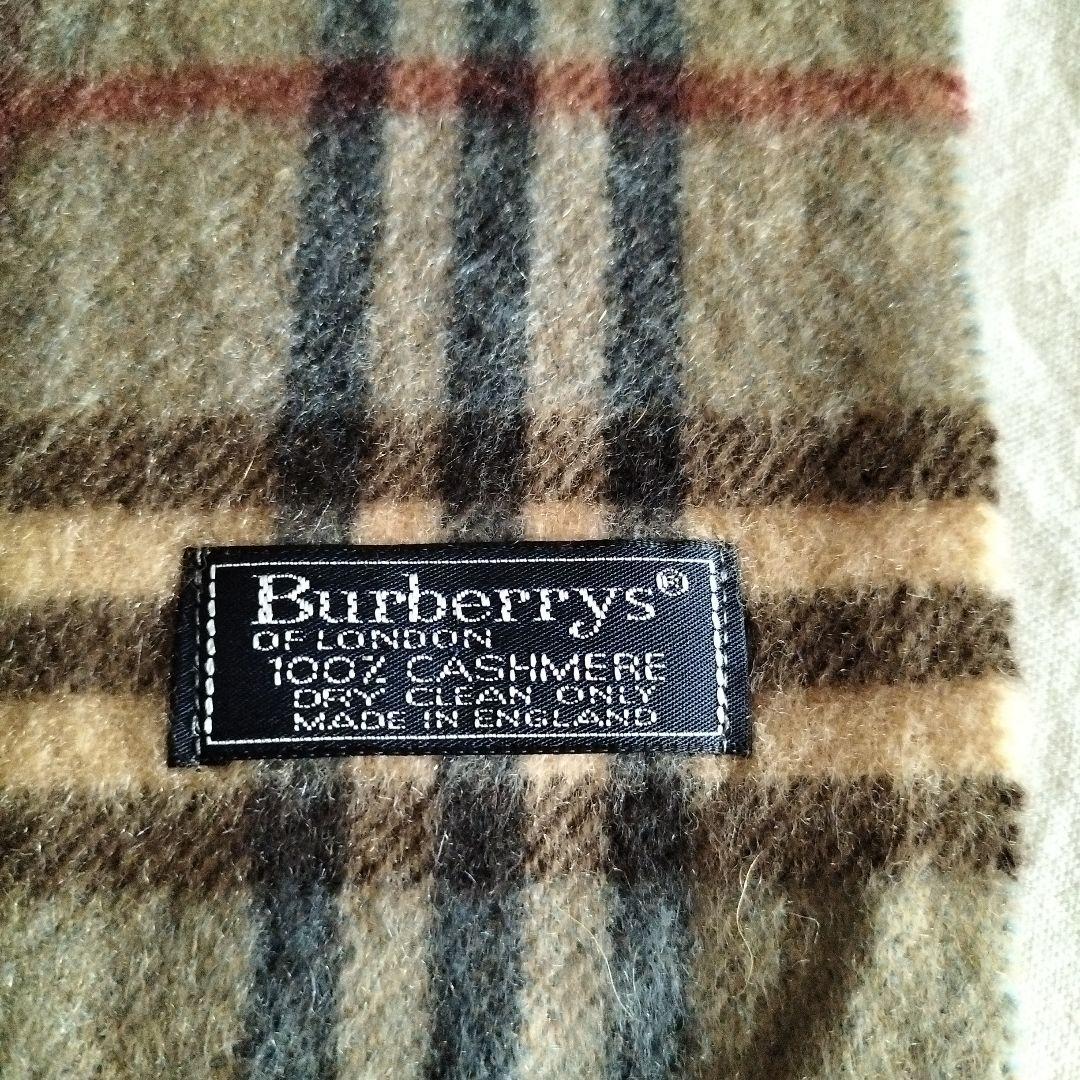 Burberrys®
OF LONDON
100% CASHMERE
DRY CLEAN ONLY
MADE IN ENGLAND